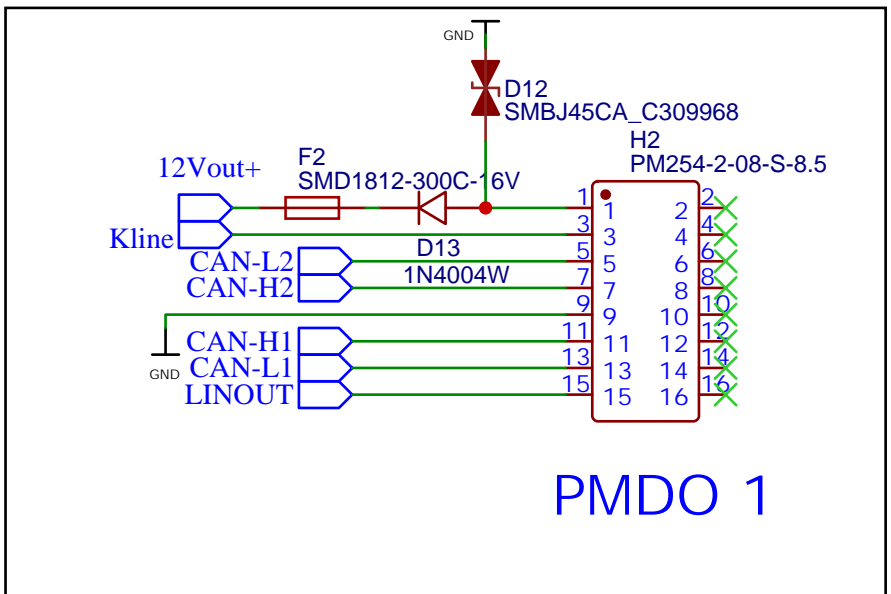 GND
D12
SMBJ45CA_C309968
H2
PM254-2-08-S-8.5
12Vout+
F2
SMD1812-300C-16V
Kline
D13
1N4004W
CAN-L2
CAN-H2
GND
CAN-H1
CAN-L1
LINOUT
1 1 2 2
3 3 4 4
5 5 6 6
7 7 8 8
9 9 10 10
11 11 12 12
13 13 14 14
15 15 16 16
PMDO 1